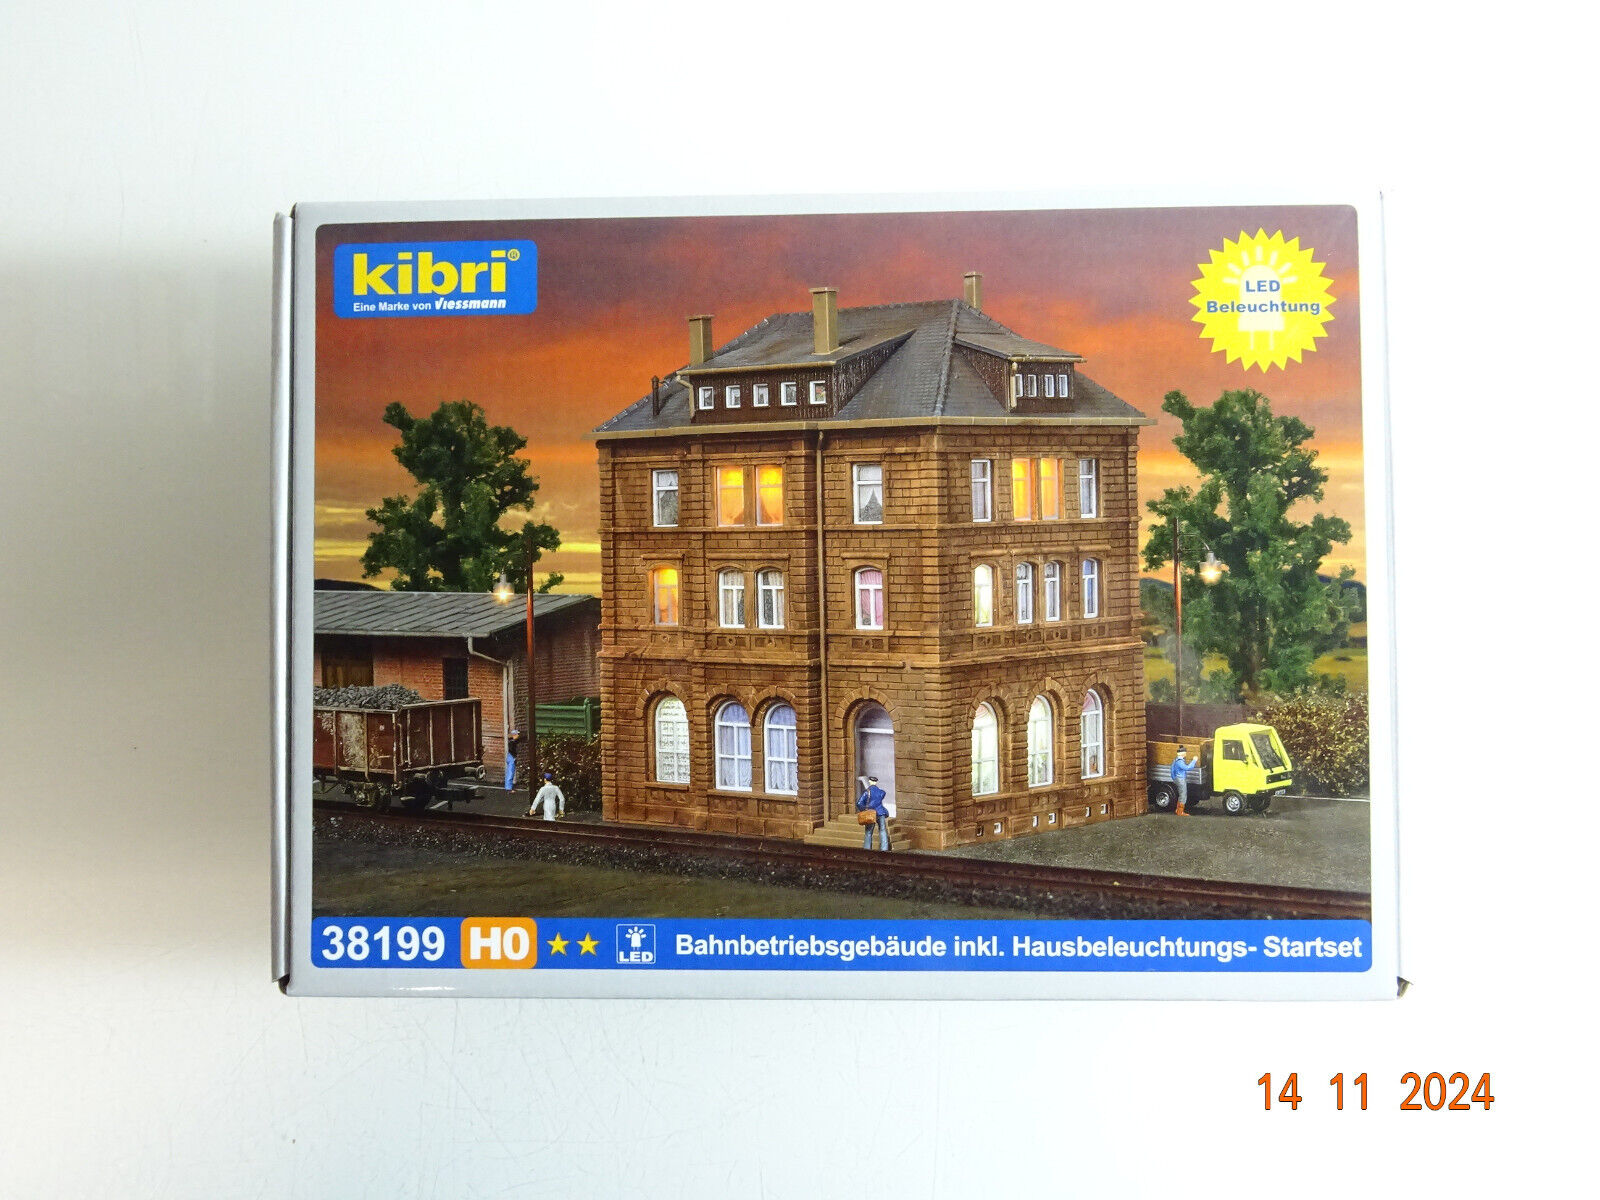 kibri®
Eine Marke von Viessmann
LED
Beleuchtung
38199 H0 LED Bahnbetriebsgebäude inkl. Hausbeleuchtungs- Startset
14 11 2024